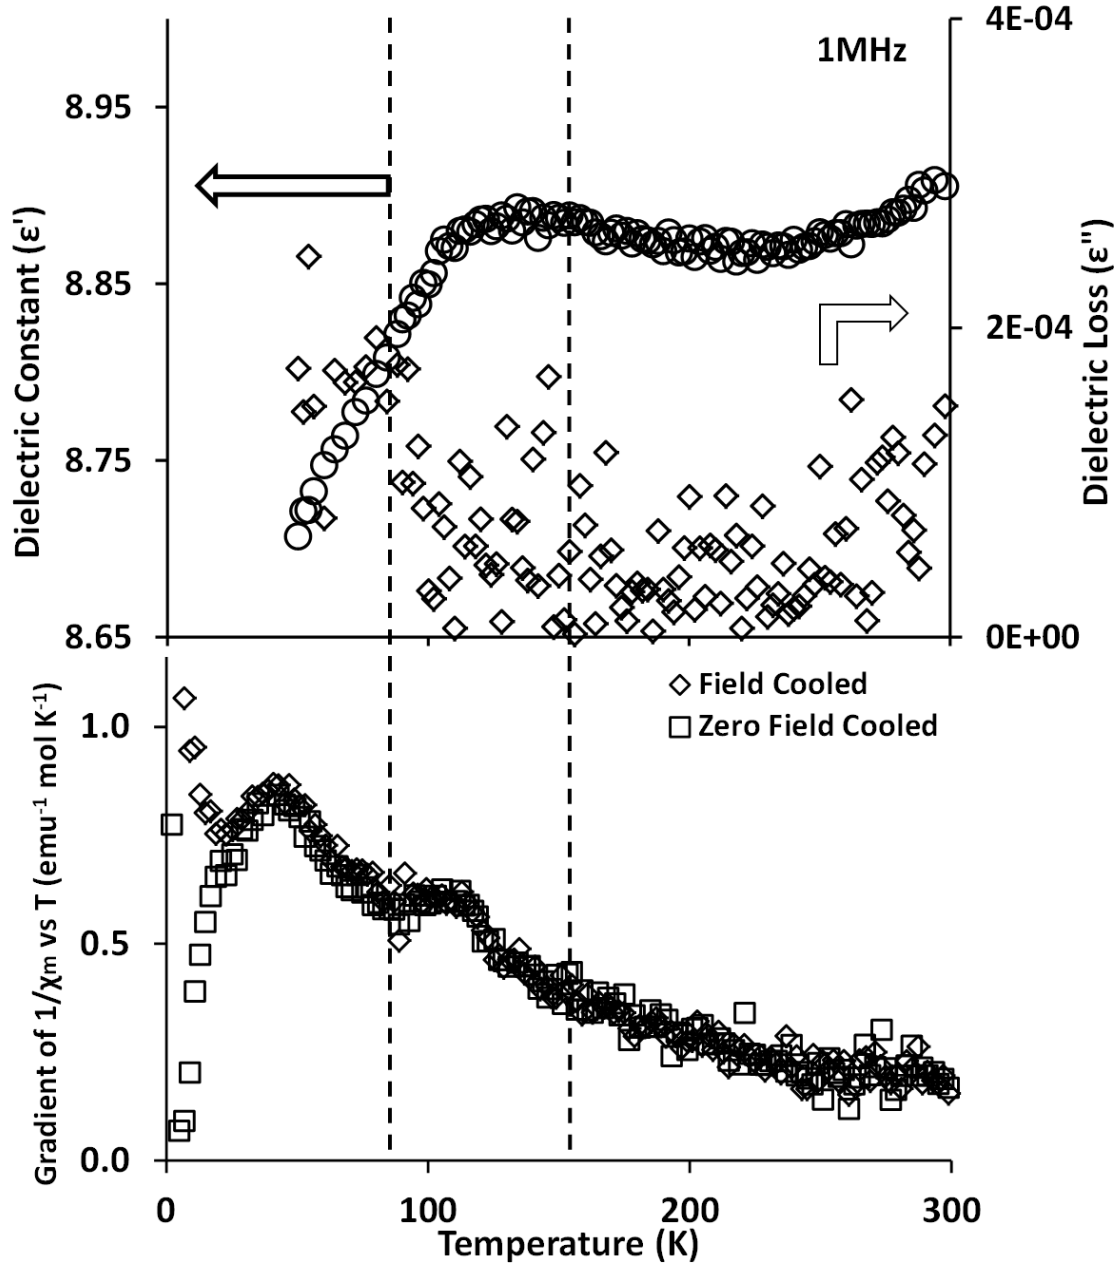 4E-04
1MHz
8.95
Dielectric Constant (ε')
8.85
2E-04
Dielectric Loss (ε'')
8.75
8.65
0E+00
Field Cooled
Zero Field Cooled
1.0
Gradient of 1/χm vs T (emu⁻¹ mol K⁻¹)
0.5
0.0
0 100 200 300
Temperature (K)